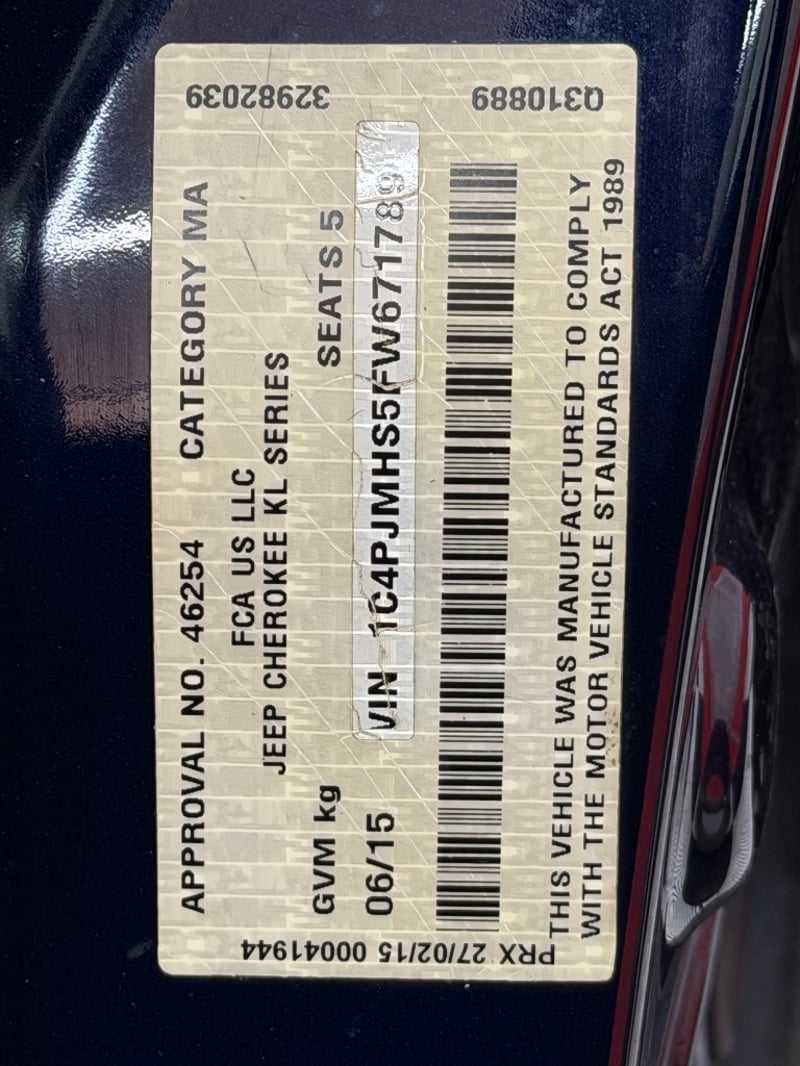 APPROVAL NO. 46254 CATEGORY MA
FCA US LLC
JEEP CHEROKEE KL SERIES
GVM kg SEATS 5
06/15 VIN 1C4PJMHS5FW671789
THIS VEHICLE WAS MANUFACTURED TO COMPLY
WITH THE MOTOR VEHICLE STANDARDS ACT 1989
PRX 27/02/15 00041944
32982039
Q310889